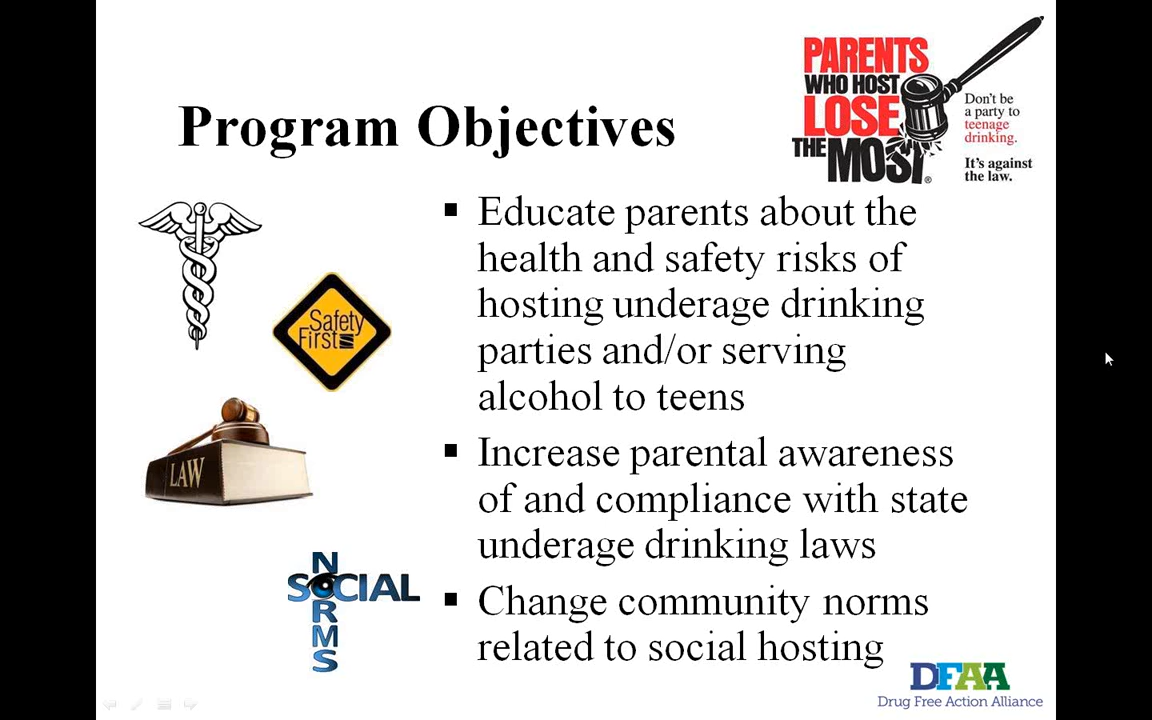 PARENTS
WHO HOST
LOSE
THE MOST®
Don't be
a party to
teenage
drinking.
It's against
the law.
Program Objectives
▪ Educate parents about the
health and safety risks of
hosting underage drinking
parties and/or serving
alcohol to teens
▪ Increase parental awareness
of and compliance with state
underage drinking laws
▪ Change community norms
related to social hosting
Safety
First
LAW
SOCIAL
NORMS
DFAA
Drug Free Action Alliance